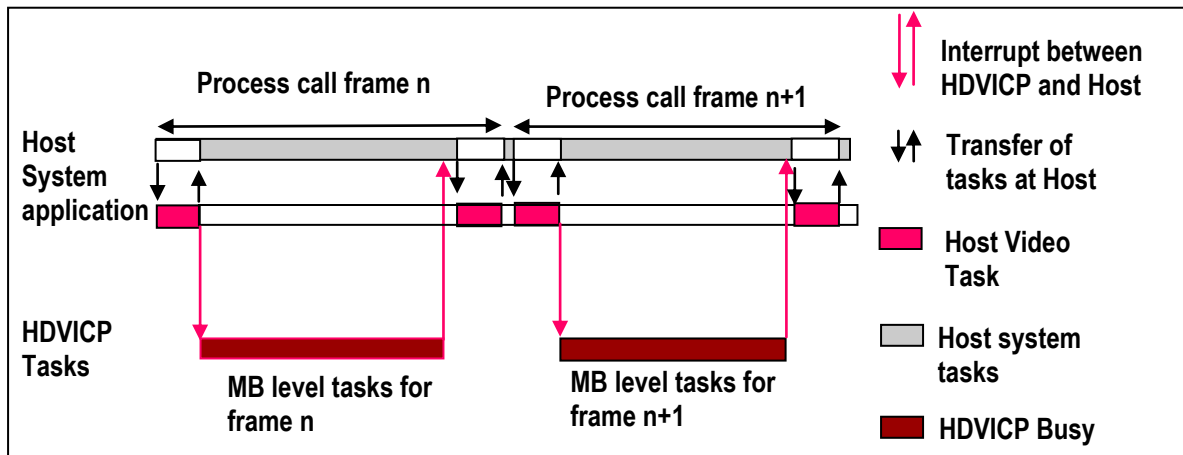 Process call frame n
Process call frame n+1
Host
System
application
HDVICP
Tasks
MB level tasks for
frame n
MB level tasks for
frame n+1
Interrupt between
HDVICP and Host
Transfer of
tasks at Host
Host Video
Task
Host system
tasks
HDVICP Busy